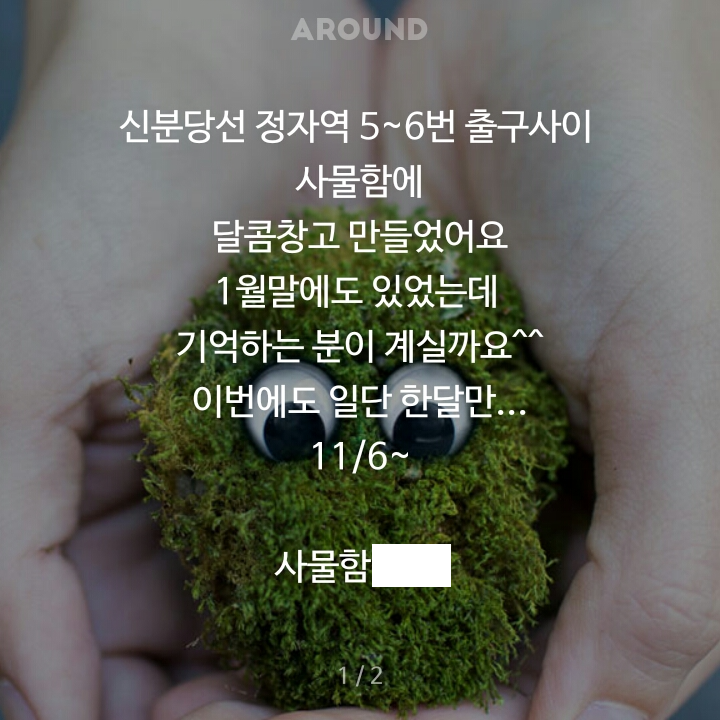 AROUND
신분당선 정자역 5~6번 출구사이
사물함에
달콤창고 만들었어요
1월말에도 있었는데
기억하는 분이 계실까요^^
이번에도 일단 한달만...
11/6~
사물함
1 / 2